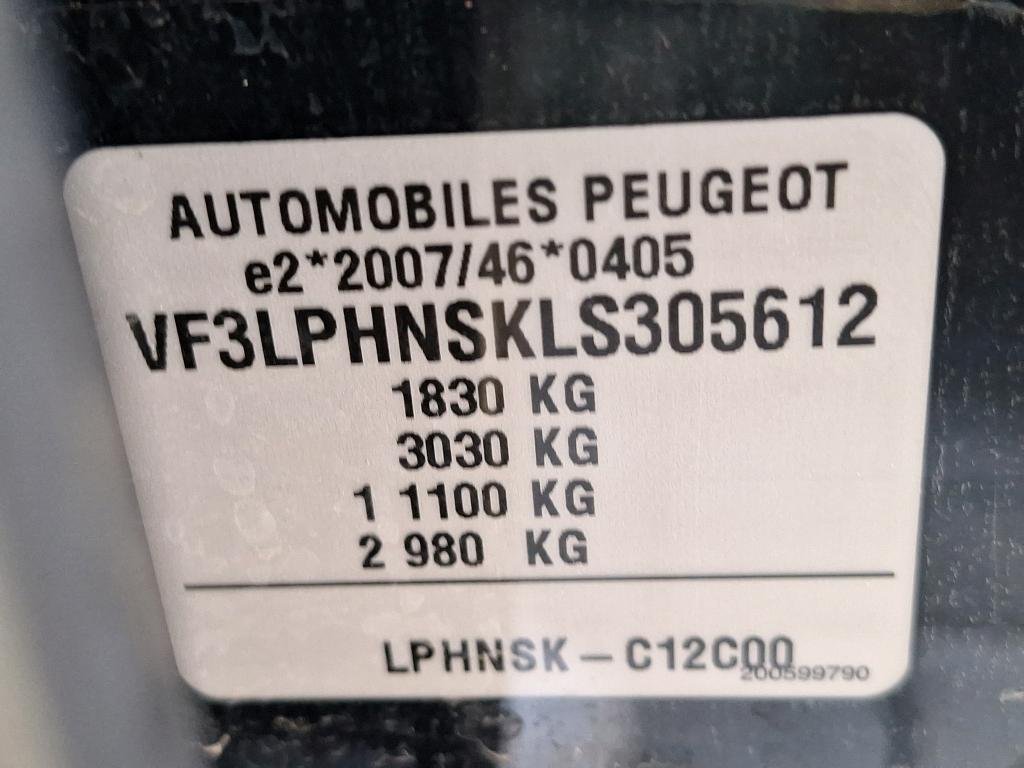 AUTOMOBILES PEUGEOT
e2*2007/46*0405
VF3LPHNSKLS305612
1830 KG
3030 KG
1 1100 KG
2 980 KG
LPHNSK – C12C00
200599790